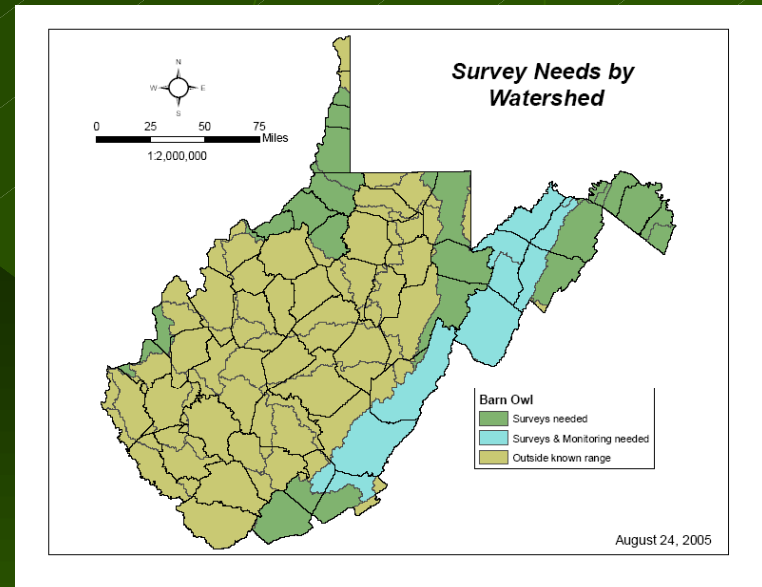 Survey Needs by
Watershed
N
W E
S
0 25 50 75
Miles
1:2,000,000
Barn Owl
Surveys needed
Surveys & Monitoring needed
Outside known range
August 24, 2005